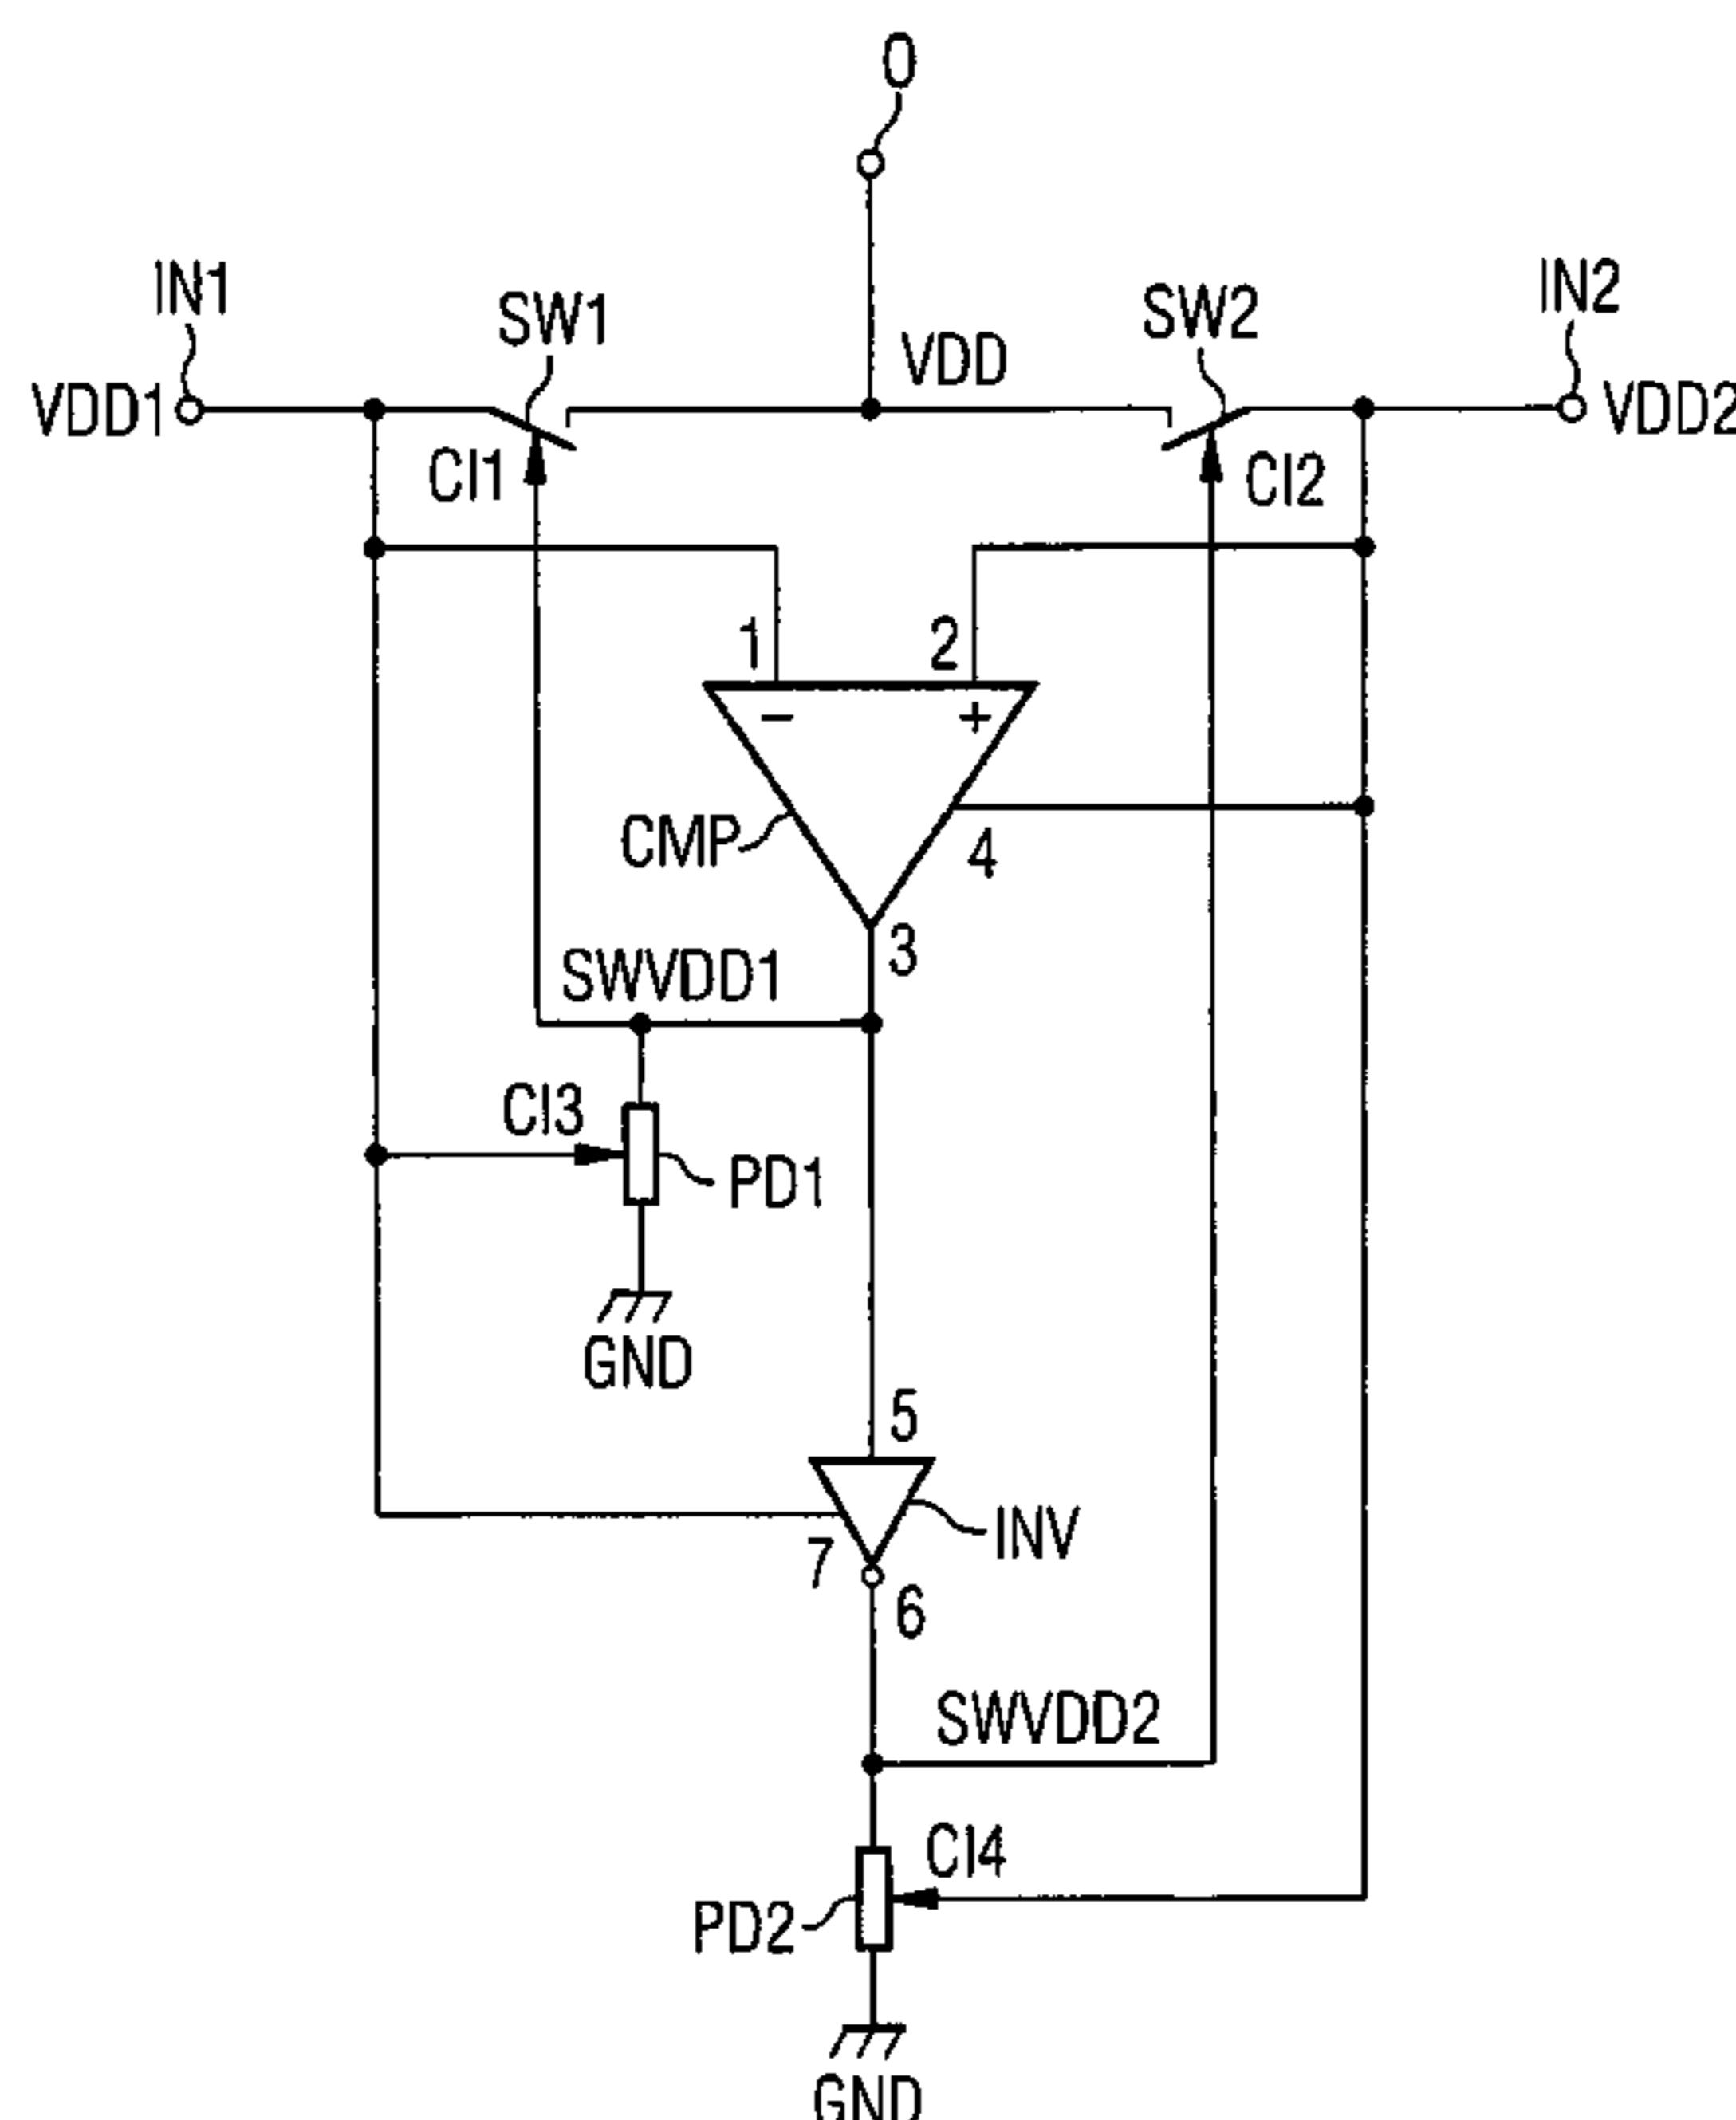 O
IN1
SW1
SW2
IN2
VDD1
VDD
VDD2
CI1
CI2
1
2
−
+
CMP
4
3
SWVDD1
CI3
PD1
GND
5
INV
7
6
SWVDD2
CI4
PD2
GND